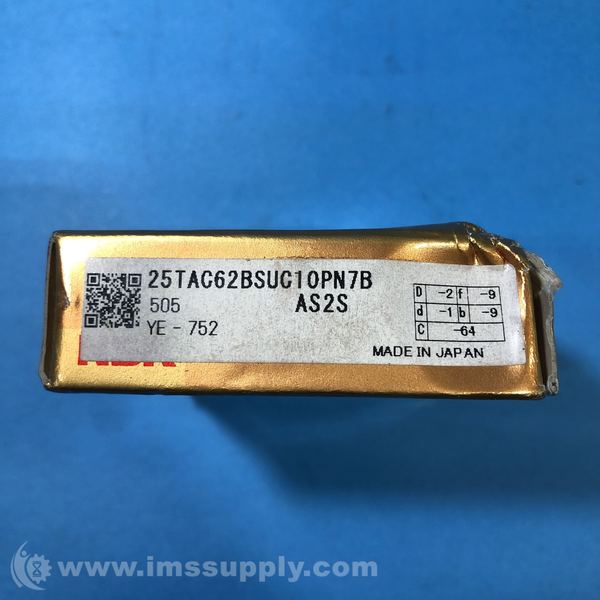 25TAC62BSUC10PN7B
505 AS2S
YE - 752
D -2 f -9
d -1 b -9
C -64
MADE IN JAPAN
www.imssupply.com